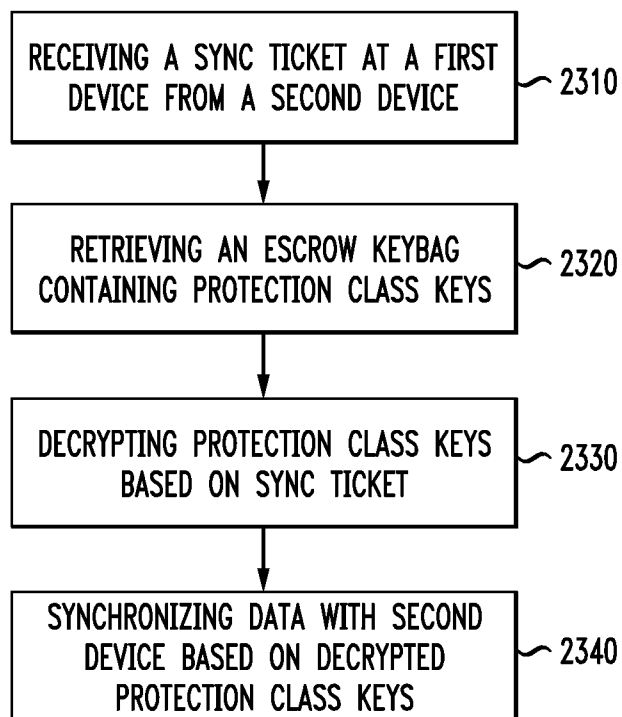 RECEIVING A SYNC TICKET AT A FIRST
DEVICE FROM A SECOND DEVICE
2310
RETRIEVING AN ESCROW KEYBAG
CONTAINING PROTECTION CLASS KEYS
2320
DECRYPTING PROTECTION CLASS KEYS
BASED ON SYNC TICKET
2330
SYNCHRONIZING DATA WITH SECOND
DEVICE BASED ON DECRYPTED
PROTECTION CLASS KEYS
2340